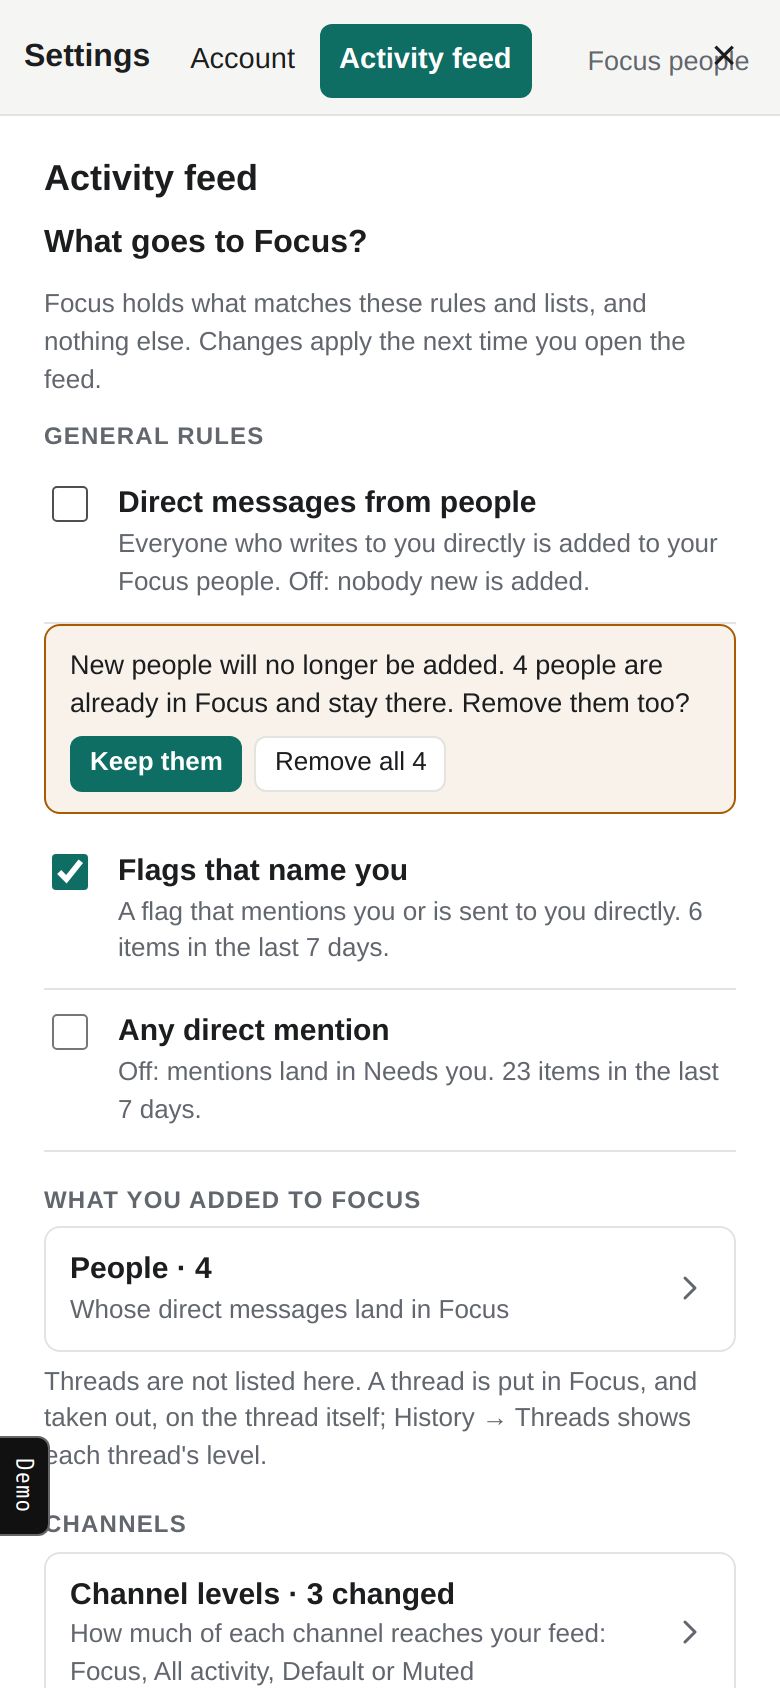 Settings
Account
Activity feed
Focus people
Activity feed
What goes to Focus?
Focus holds what matches these rules and lists, and
nothing else. Changes apply the next time you open the
feed.
GENERAL RULES
Direct messages from people
Everyone who writes to you directly is added to your
Focus people. Off: nobody new is added.
New people will no longer be added. 4 people are
already in Focus and stay there. Remove them too?
Keep them
Remove all 4
Flags that name you
A flag that mentions you or is sent to you directly. 6
items in the last 7 days.
Any direct mention
Off: mentions land in Needs you. 23 items in the last
7 days.
WHAT YOU ADDED TO FOCUS
People · 4
Whose direct messages land in Focus
Threads are not listed here. A thread is put in Focus, and
taken out, on the thread itself; History → Threads shows
each thread's level.
Demo
CHANNELS
Channel levels · 3 changed
How much of each channel reaches your feed:
Focus, All activity, Default or Muted